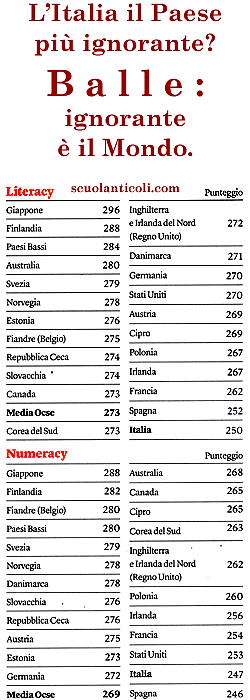 L'Italia il Paese
più ignorante?
Balle:
ignorante
è il Mondo.
Literacy scuolanticoli.com Punteggio
Giappone 296
Finlandia 288
Paesi Bassi 284
Australia 280
Svezia 279
Norvegia 278
Estonia 276
Fiandre (Belgio) 275
Repubblica Ceca 274
Slovacchia 274
Canada 273
Media Ocse 273
Corea del Sud 273
Inghilterra
e Irlanda del Nord 272
(Regno Unito)
Danimarca 271
Germania 270
Stati Uniti 270
Austria 269
Cipro 269
Polonia 267
Irlanda 267
Francia 262
Spagna 252
Italia 250
Numeracy Punteggio
Giappone 288
Finlandia 282
Fiandre (Belgio) 280
Paesi Bassi 280
Svezia 279
Norvegia 278
Danimarca 278
Slovacchia 276
Repubblica Ceca 276
Austria 275
Estonia 273
Germania 272
Media Ocse 269
Australia 268
Canada 265
Cipro 265
Corea del Sud 263
Inghilterra
e Irlanda del Nord 262
(Regno Unito)
Polonia 260
Irlanda 256
Francia 254
Stati Uniti 253
Italia 247
Spagna 246